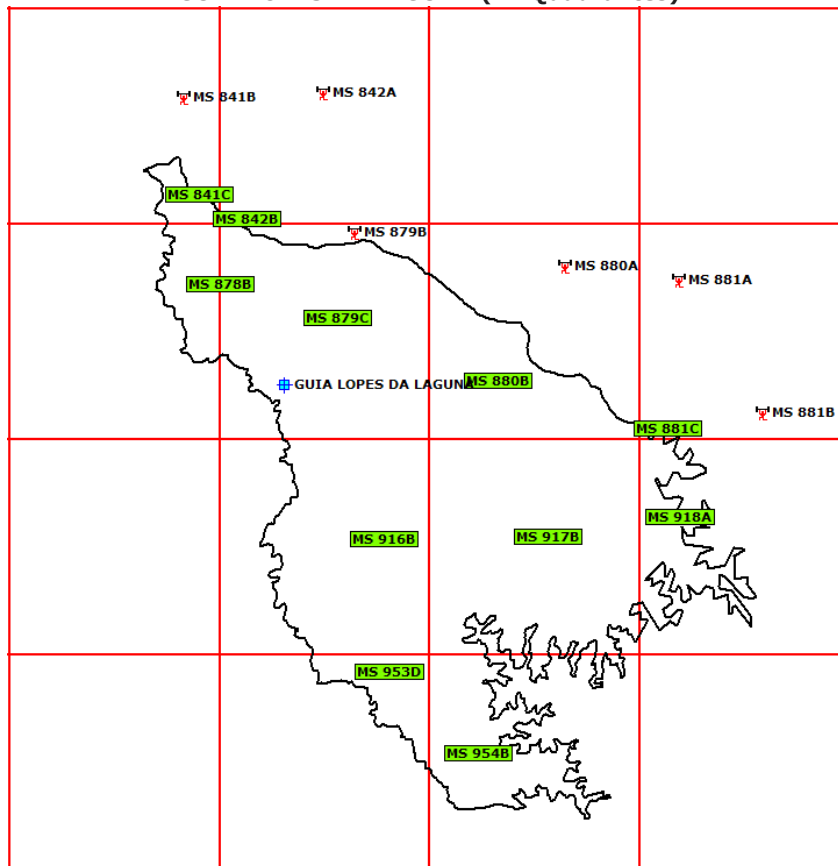 MS 841B
MS 842A
MS 841C
MS 842B
MS 879B
MS 880A
MS 881A
MS 878B
MS 879C
GUIA LOPES DA LAGUNA
MS 880B
MS 881B
MS 881C
MS 918A
MS 916B
MS 917B
MS 953D
MS 954B